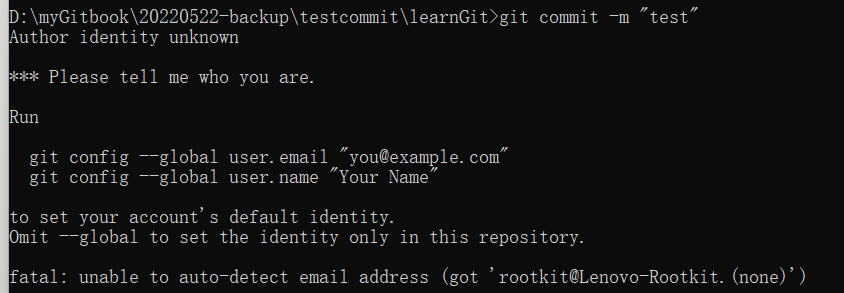 D:\myGitbook\20220522-backup\testcommit\learnGit>git commit -m "test"
Author identity unknown
*** Please tell me who you are.
Run
git config --global user.email "you@example.com"
git config --global user.name "Your Name"
to set your account's default identity.
Omit --global to set the identity only in this repository.
fatal: unable to auto-detect email address (got 'rootkit@Lenovo-Rootkit.(none)')